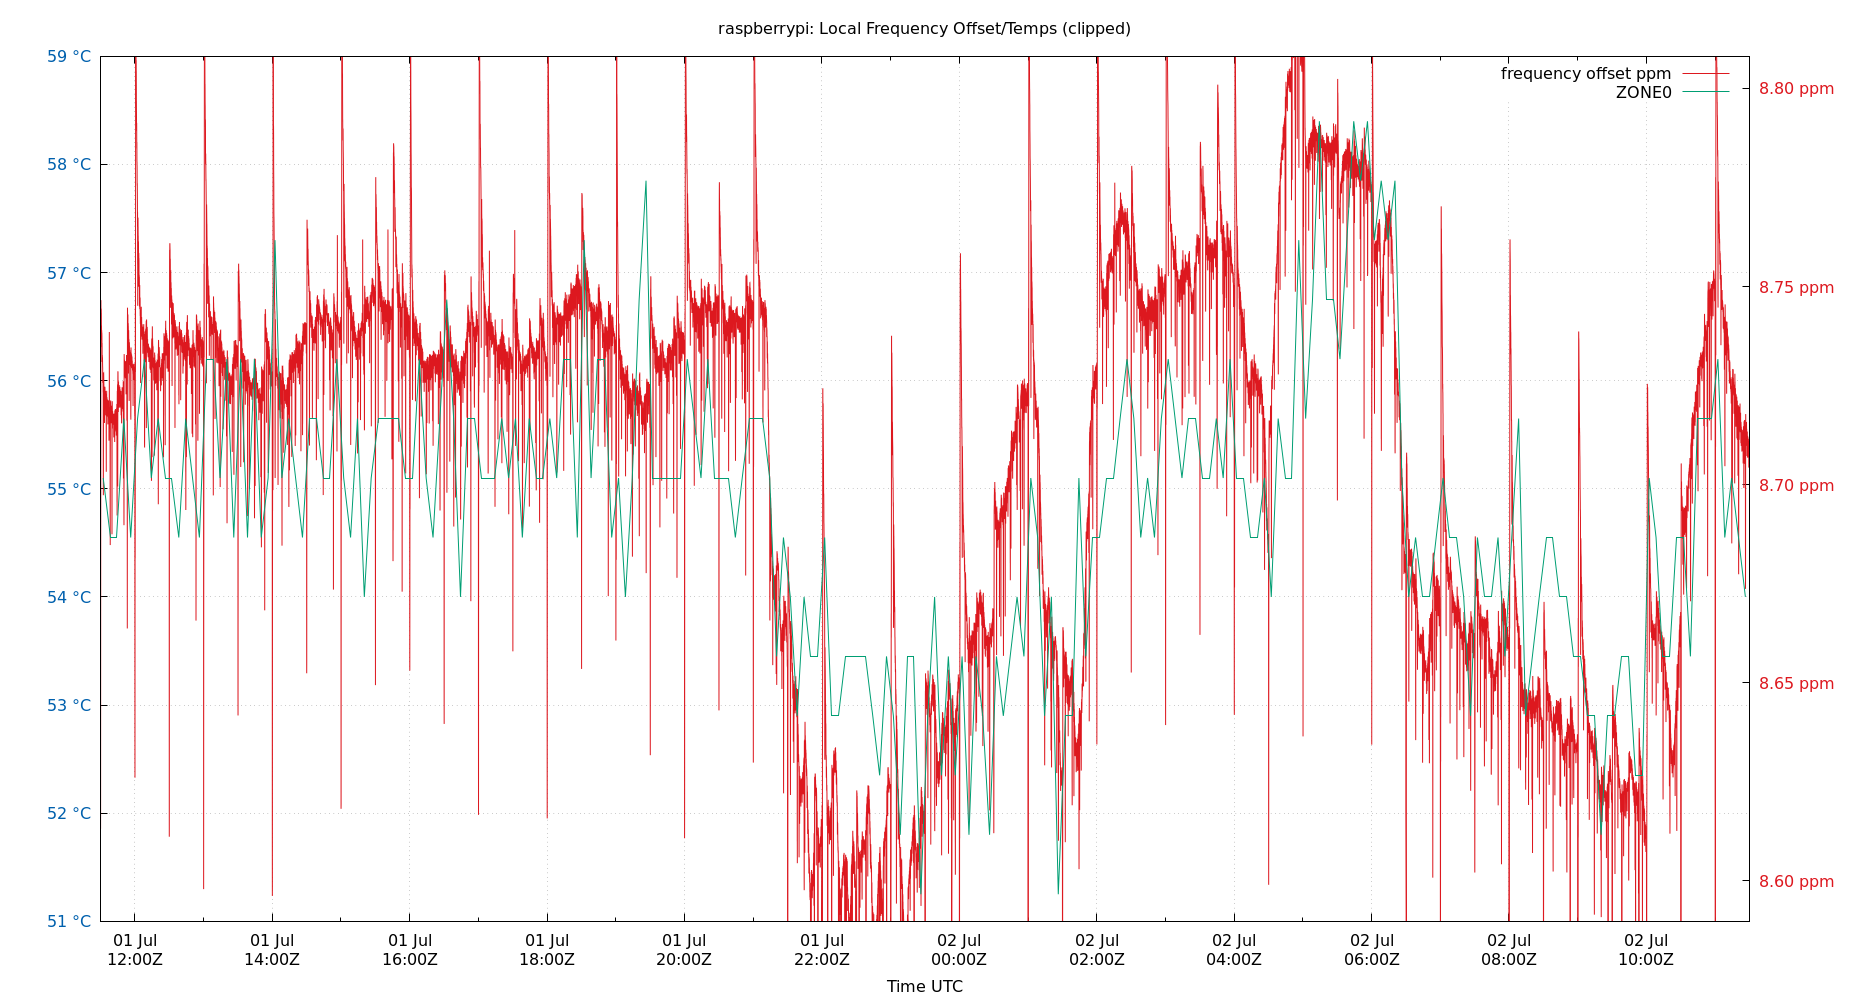 raspberrypi: Local Frequency Offset/Temps (clipped)
59 °C
58 °C
57 °C
56 °C
55 °C
54 °C
53 °C
52 °C
51 °C
frequency offset ppm
ZONE0
8.80 ppm
8.75 ppm
8.70 ppm
8.65 ppm
8.60 ppm
01 Jul
12:00Z
01 Jul
14:00Z
01 Jul
16:00Z
01 Jul
18:00Z
01 Jul
20:00Z
01 Jul
22:00Z
02 Jul
00:00Z
02 Jul
02:00Z
02 Jul
04:00Z
02 Jul
06:00Z
02 Jul
08:00Z
02 Jul
10:00Z
Time UTC